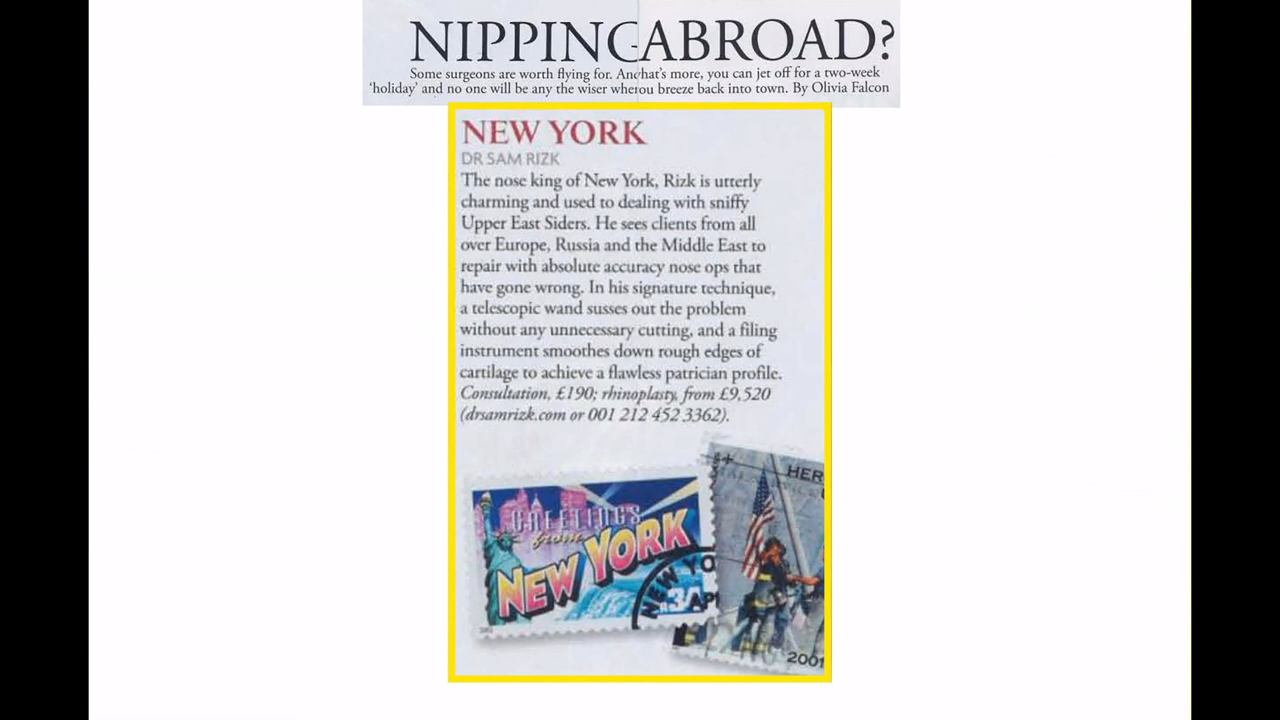 NIPPING ABROAD?
Some surgeons are worth flying for. And hat's more, you can jet off for a two-week
'holiday' and no one will be any the wiser when ou breeze back into town. By Olivia Falcon
NEW YORK
DR SAM RIZK
The nose king of New York, Rizk is utterly
charming and used to dealing with sniffy
Upper East Siders. He sees clients from all
over Europe, Russia and the Middle East to
repair with absolute accuracy nose ops that
have gone wrong. In his signature technique,
a telescopic wand susses out the problem
without any unnecessary cutting, and a filing
instrument smoothes down rough edges of
cartilage to achieve a flawless patrician profile.
Consultation, £190; rhinoplasty, from £9,520
(drsamrizk.com or 001 212 452 3362).
GREETINGS
from
NEW YORK
34
NEW YO
AP
HER
2001